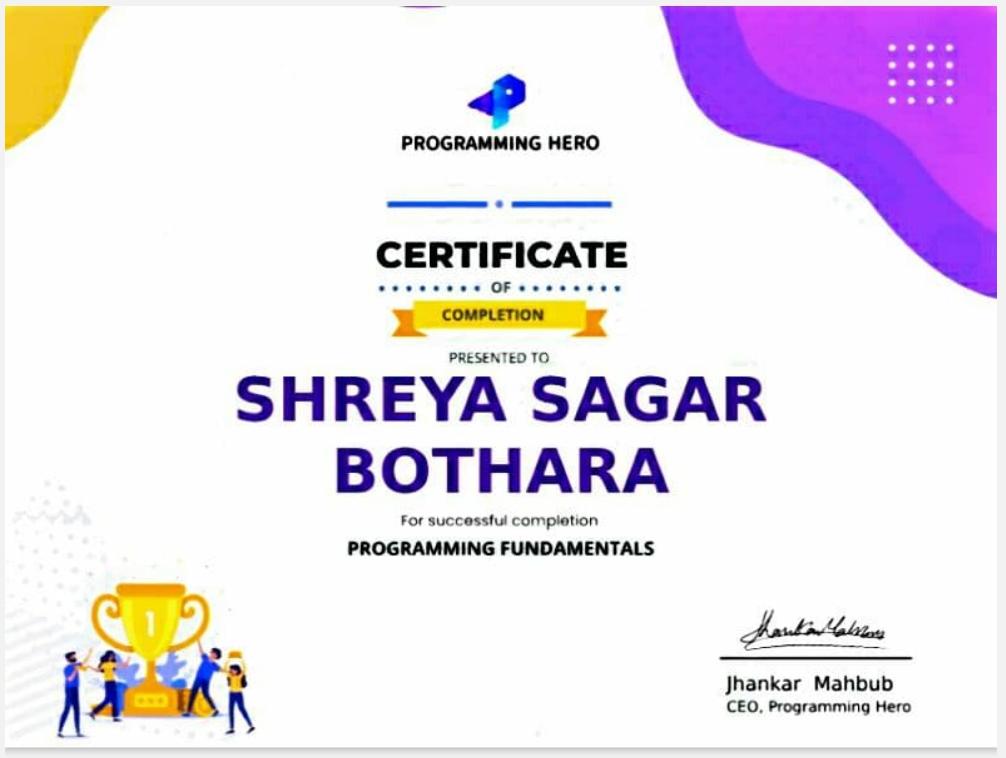 PROGRAMMING HERO
CERTIFICATE
OF
COMPLETION
PRESENTED TO
SHREYA SAGAR
BOTHARA
For successful completion
PROGRAMMING FUNDAMENTALS
1
Jhankar Mahbub
Jhankar Mahbub
CEO, Programming Hero